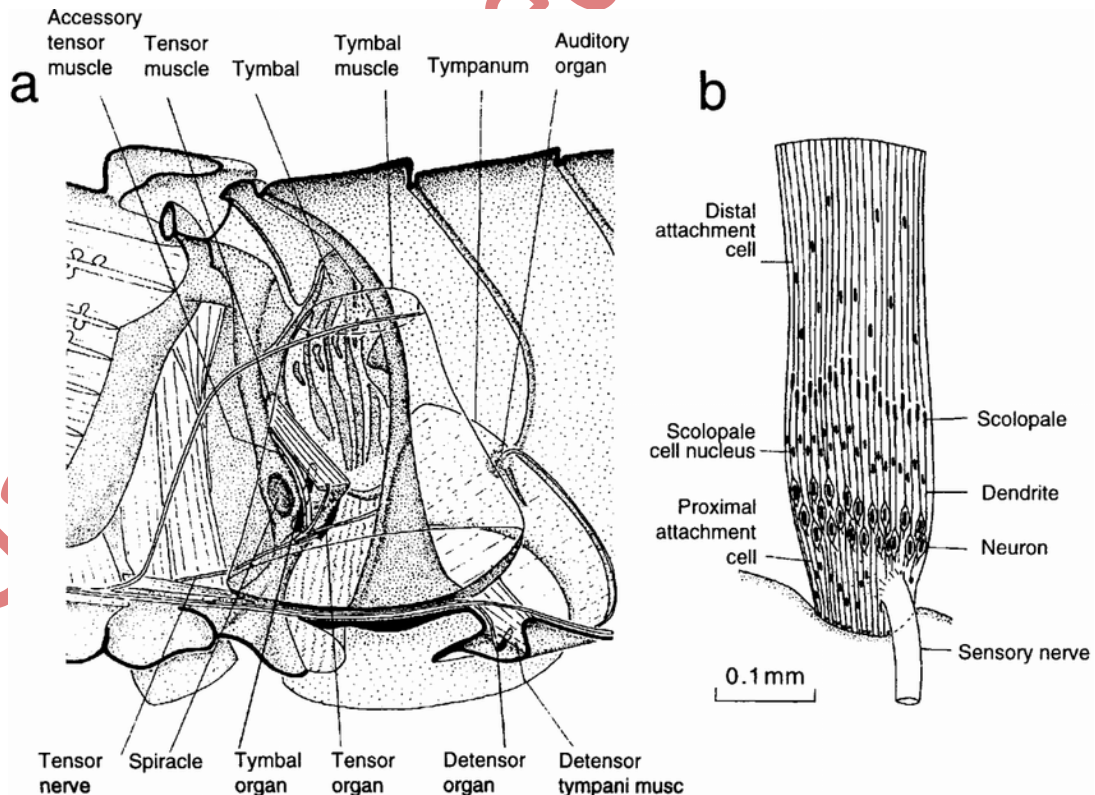 Accessory
tensor
muscle
Tensor
muscle
Tymbal
Tymbal
muscle
Tympanum
Auditory
organ
a
Tensor
nerve
Spiracle
Tymbal
organ
Tensor
organ
Detensor
organ
Detensor
tympani musc
b
Distal
attachment
cell
Scolopale
cell nucleus
Proximal
attachment
cell
Scolopale
Dendrite
Neuron
Sensory nerve
0.1mm